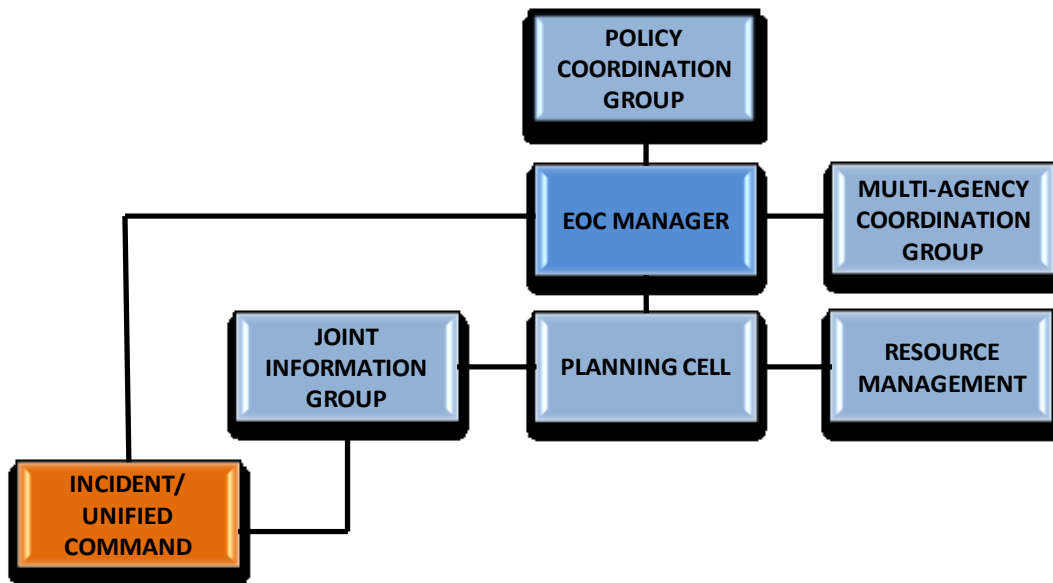 POLICY
COORDINATION
GROUP
EOC MANAGER
MULTI-AGENCY
COORDINATION
GROUP
JOINT
INFORMATION
GROUP
PLANNING CELL
RESOURCE
MANAGEMENT
INCIDENT/
UNIFIED
COMMAND